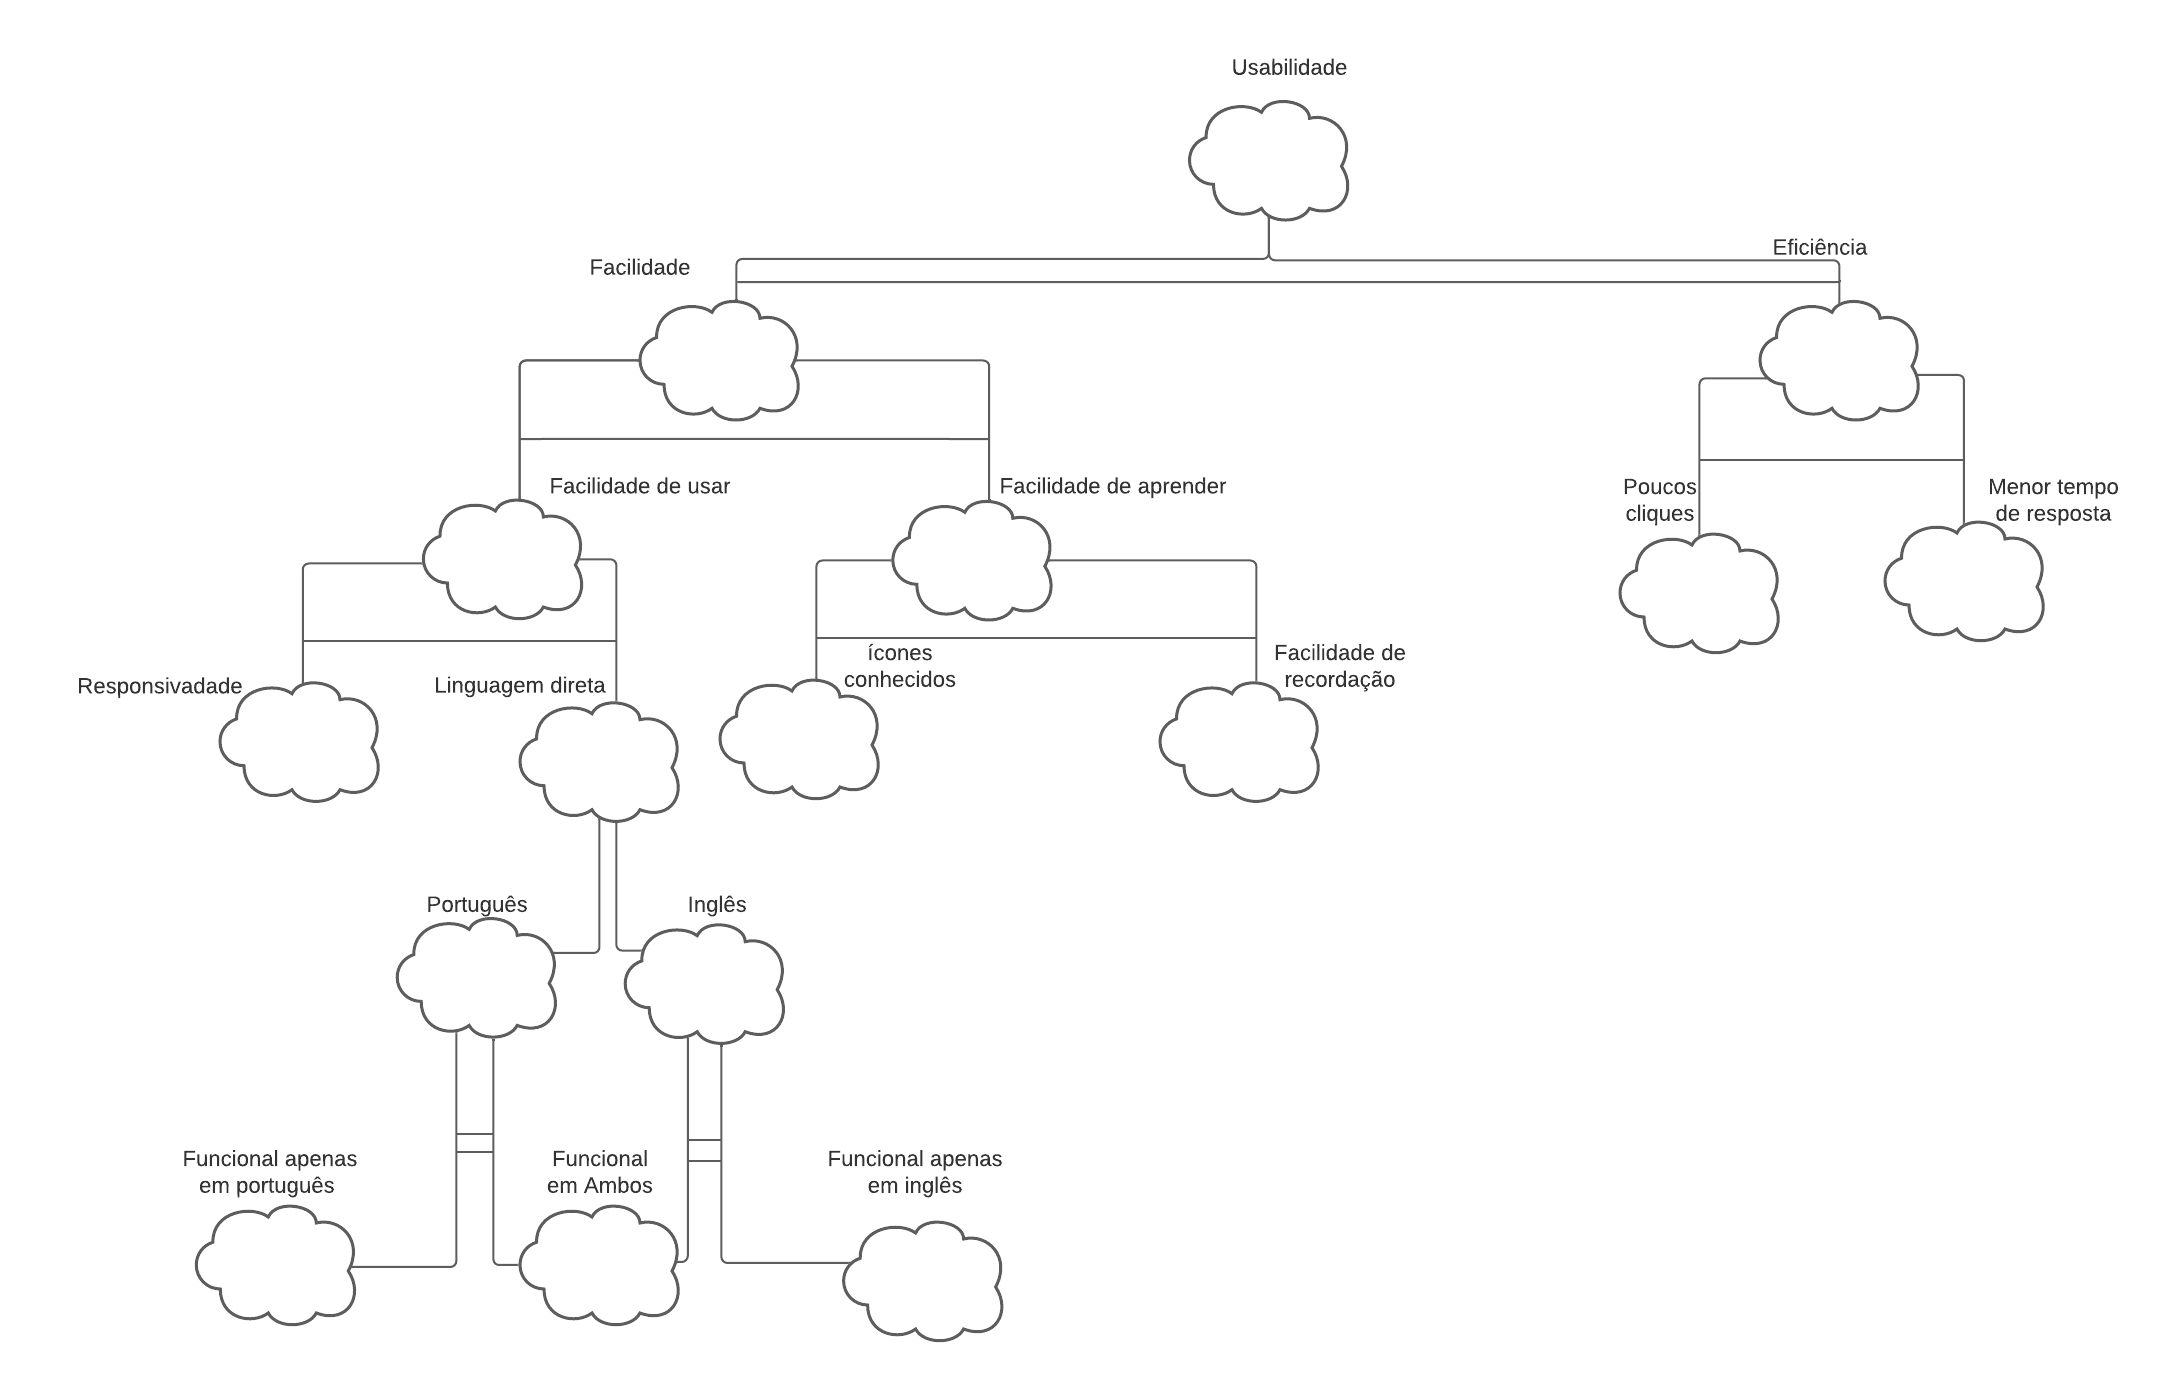 Usabilidade
Facilidade
Eficiência
Facilidade de usar
Facilidade de aprender
Poucos
cliques
Menor tempo
de resposta
Responsivadade
Linguagem direta
ícones
conhecidos
Facilidade de
recordação
Português
Inglês
Funcional apenas
em português
Funcional
em Ambos
Funcional apenas
em inglês